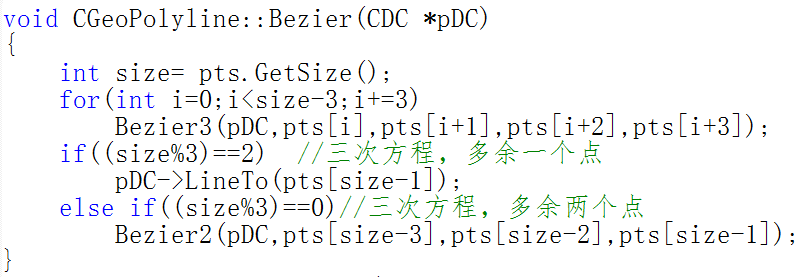 void CGeoPolyline::Bezier(CDC *pDC)
{
    int size= pts.GetSize();
    for(int i=0;i<size-3;i+=3)
        Bezier3(pDC,pts[i],pts[i+1],pts[i+2],pts[i+3]);
    if((size%3)==2)  //三次方程，多余一个点
        pDC->LineTo(pts[size-1]);
    else if((size%3)==0)//三次方程，多余两个点
        Bezier2(pDC,pts[size-3],pts[size-2],pts[size-1]);
}